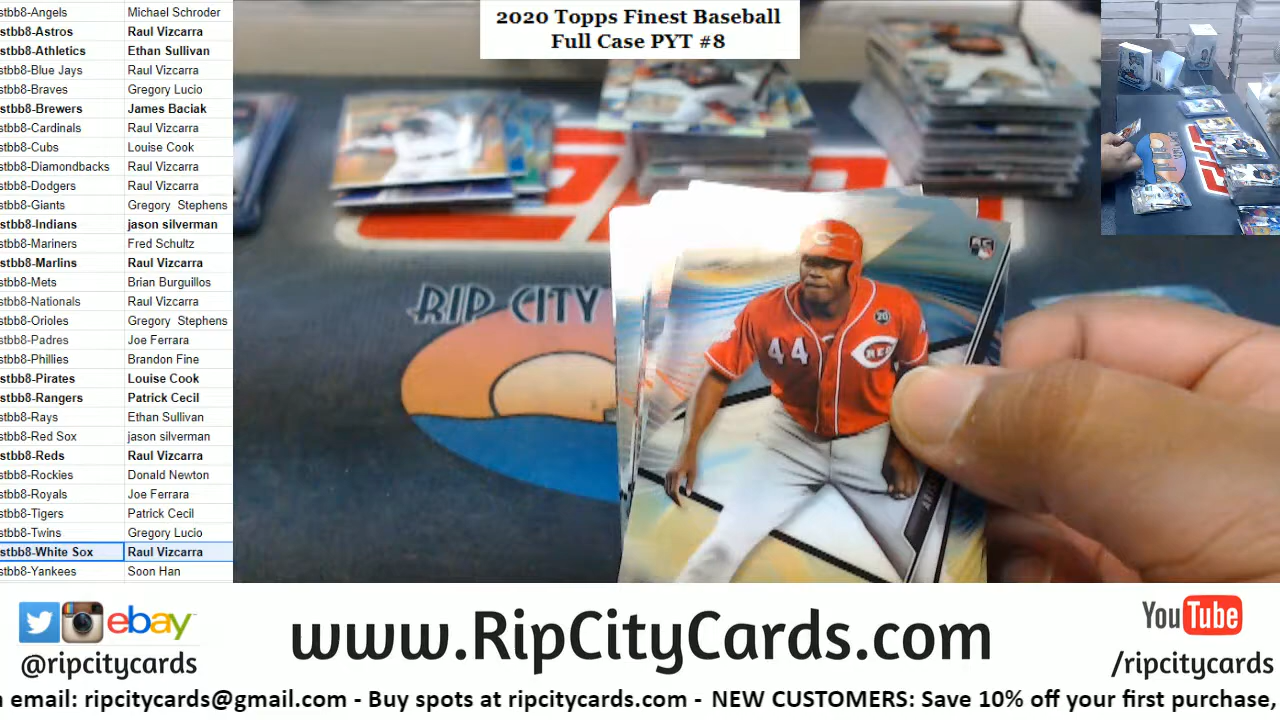 2020 Topps Finest Baseball
Full Case PYT #8
stbb8-Angels Michael Schroder
stbb8-Astros Raul Vizcarra
stbb8-Athletics Ethan Sullivan
stbb8-Blue Jays Raul Vizcarra
stbb8-Braves Gregory Lucio
stbb8-Brewers James Baciak
stbb8-Cardinals Raul Vizcarra
stbb8-Cubs Louise Cook
stbb8-Diamondbacks Raul Vizcarra
stbb8-Dodgers Raul Vizcarra
stbb8-Giants Gregory Stephens
stbb8-Indians jason silverman
stbb8-Mariners Fred Schultz
stbb8-Marlins Raul Vizcarra
stbb8-Mets Brian Burguillos
stbb8-Nationals Raul Vizcarra
stbb8-Orioles Gregory Stephens
stbb8-Padres Joe Ferrara
stbb8-Phillies Brandon Fine
stbb8-Pirates Louise Cook
stbb8-Rangers Patrick Cecil
stbb8-Rays Ethan Sullivan
stbb8-Red Sox jason silverman
stbb8-Reds Raul Vizcarra
stbb8-Rockies Donald Newton
stbb8-Royals Joe Ferrara
stbb8-Tigers Patrick Cecil
stbb8-Twins Gregory Lucio
stbb8-White Sox Raul Vizcarra
stbb8-Yankees Soon Han
RIP CITY
RC
20
44
REDS
ebay
@ripcitycards
www.RipCityCards.com
YouTube
/ripcitycards
email: ripcitycards@gmail.com - Buy spots at ripcitycards.com - NEW CUSTOMERS: Save 10% off your first purchase,